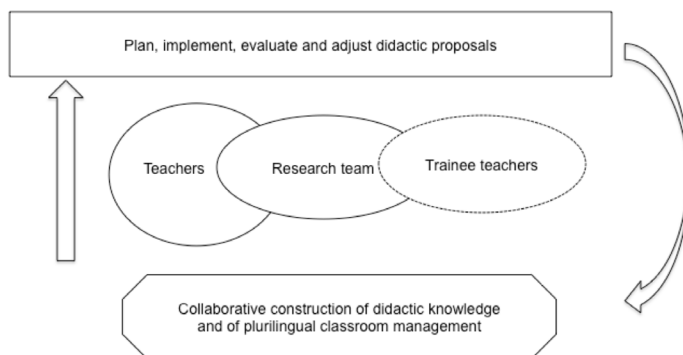 Plan, implement, evaluate and adjust didactic proposals
Teachers
Research team
Trainee teachers
Collaborative construction of didactic knowledge
and of plurilingual classroom management